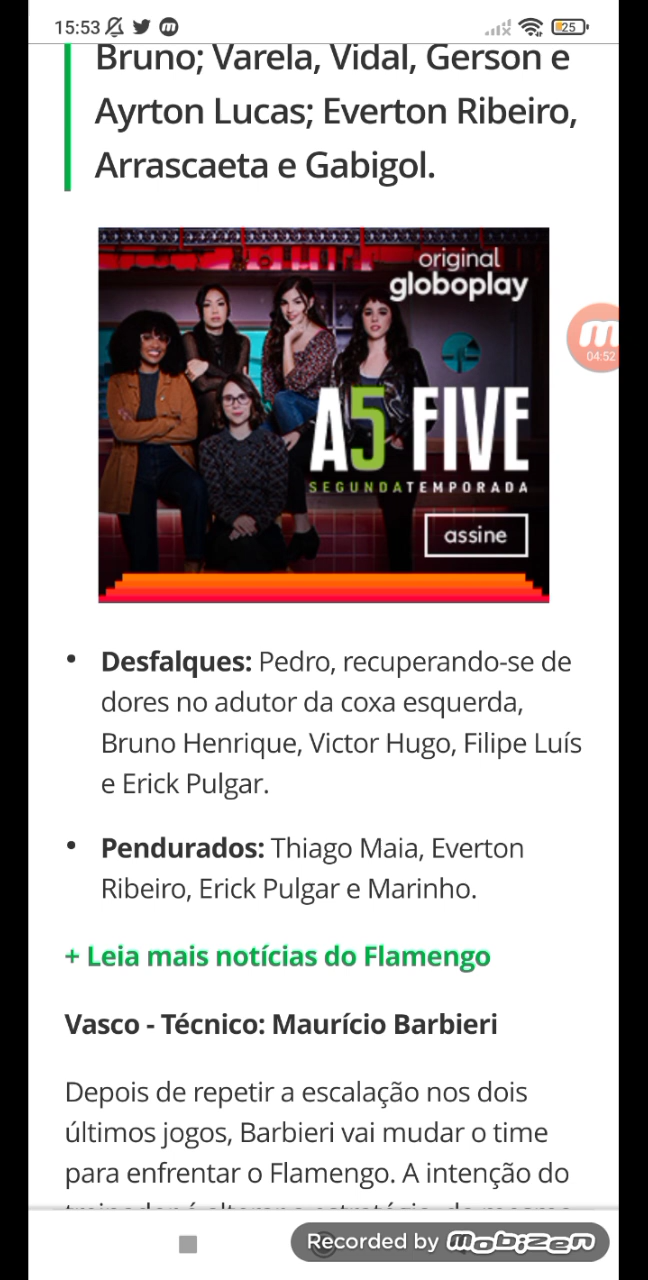 15:53
25
Bruno; Varela, Vidal, Gerson e
Ayrton Lucas; Everton Ribeiro,
Arrascaeta e Gabigol.
original
globoplay
A5 FIVE
SEGUNDATEMPORADA
assine
m
04:52
• Desfalques: Pedro, recuperando-se de
dores no adutor da coxa esquerda,
Bruno Henrique, Victor Hugo, Filipe Luís
e Erick Pulgar.
• Pendurados: Thiago Maia, Everton
Ribeiro, Erick Pulgar e Marinho.
+ Leia mais notícias do Flamengo
Vasco - Técnico: Maurício Barbieri
Depois de repetir a escalação nos dois
últimos jogos, Barbieri vai mudar o time
para enfrentar o Flamengo. A intenção do
Recorded by mobizen